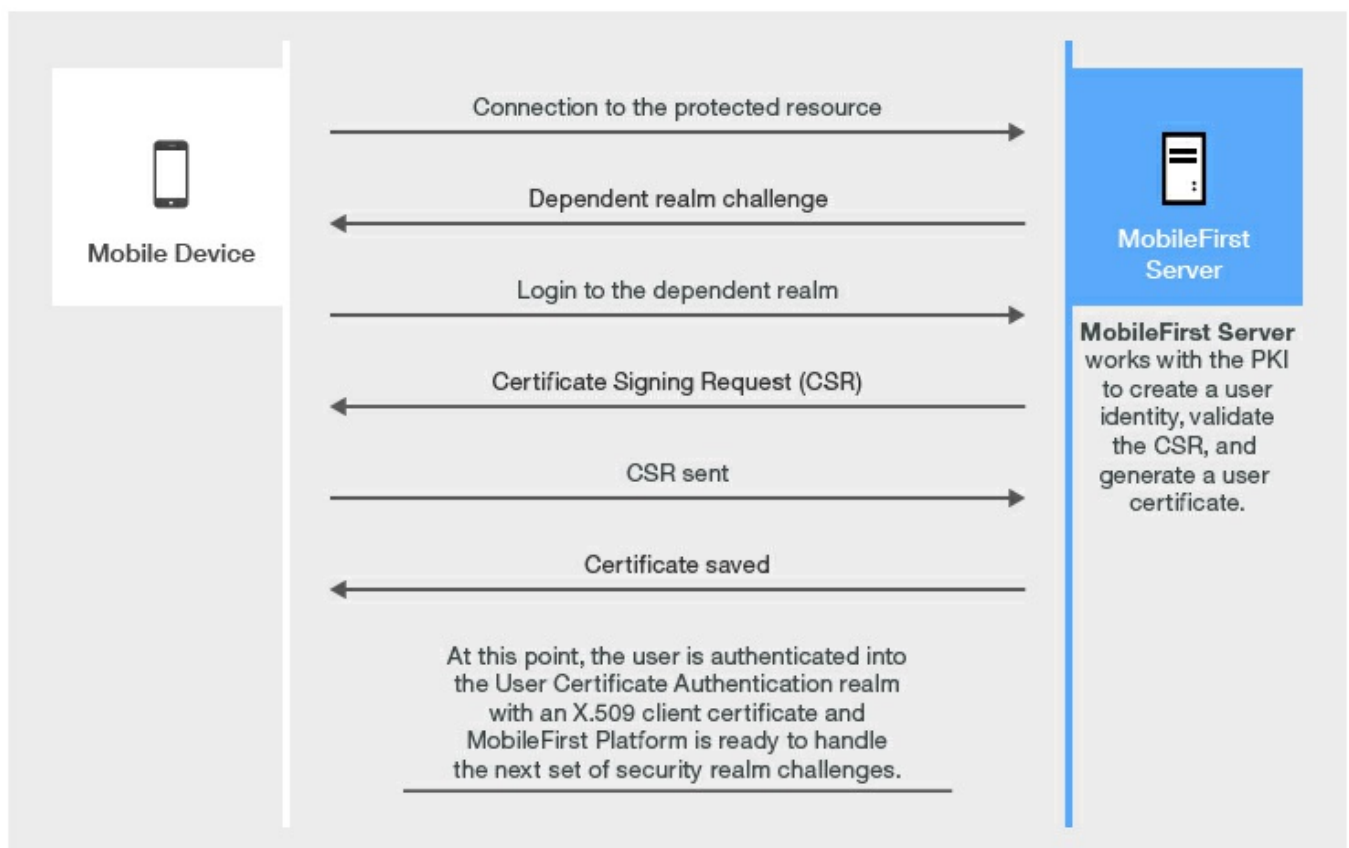 Connection to the protected resource
Dependent realm challenge
Mobile Device
MobileFirst
Server
Login to the dependent realm
MobileFirst Server
works with the PKI
to create a user
identity, validate
the CSR, and
generate a user
certificate.
Certificate Signing Request (CSR)
CSR sent
Certificate saved
At this point, the user is authenticated into
the User Certificate Authentication realm
with an X.509 client certificate and
MobileFirst Platform is ready to handle
the next set of security realm challenges.